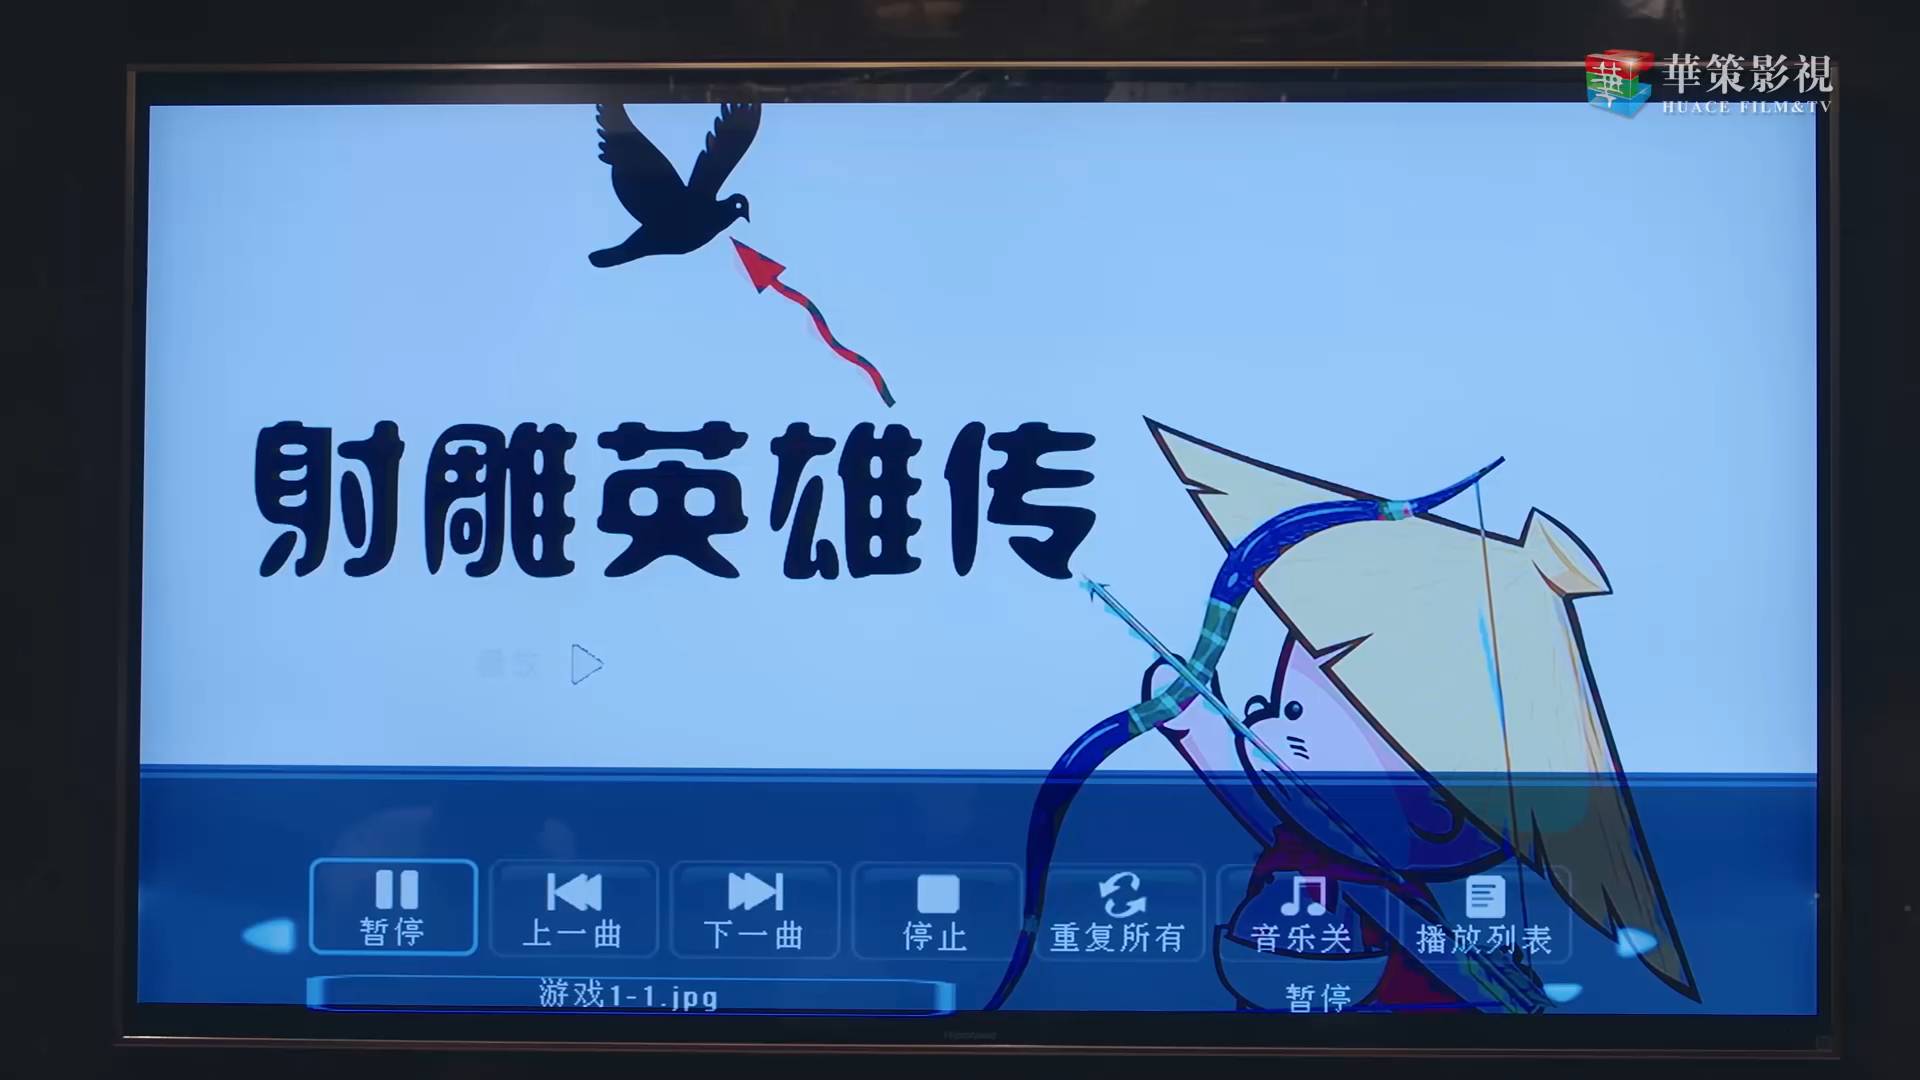 華策影視
HUACE FILM&TV
射雕英雄传
暂停
上一曲
下一曲
停止
重复所有
音乐关
播放列表
游戏1-1.jpg
暂停